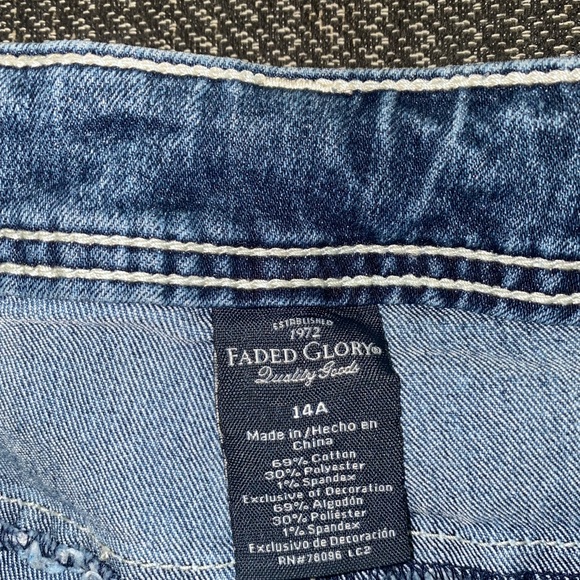 ESTABLISHED
1972
FADED GLORY®
Quality Goods
14A
Made in/Hecho en
China
69% Cotton
30% Polyester
1% Spandex
Exclusive of Decoration
69% Algodón
30% Poliéster
1% Spandex
Exclusivo de Decoración
RN#78096 LC2